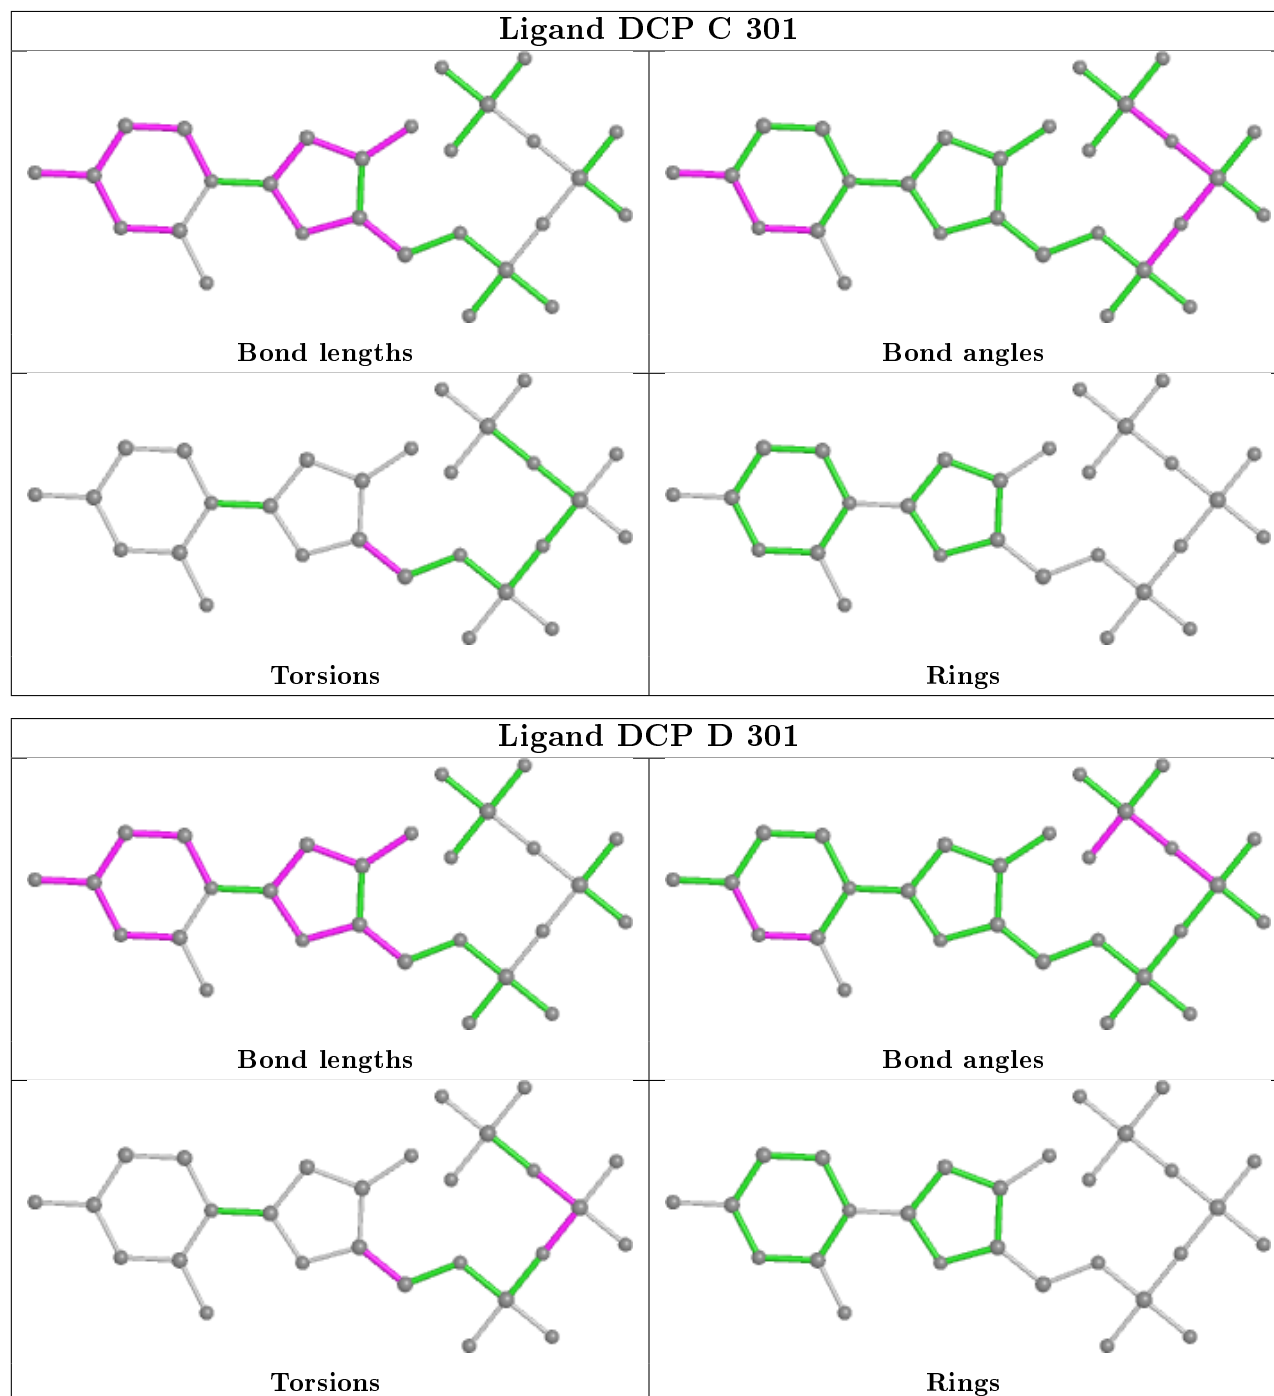 Ligand DCP C 301
Bond lengths
Bond angles
Torsions
Rings
Ligand DCP D 301
Bond lengths
Bond angles
Torsions
Rings